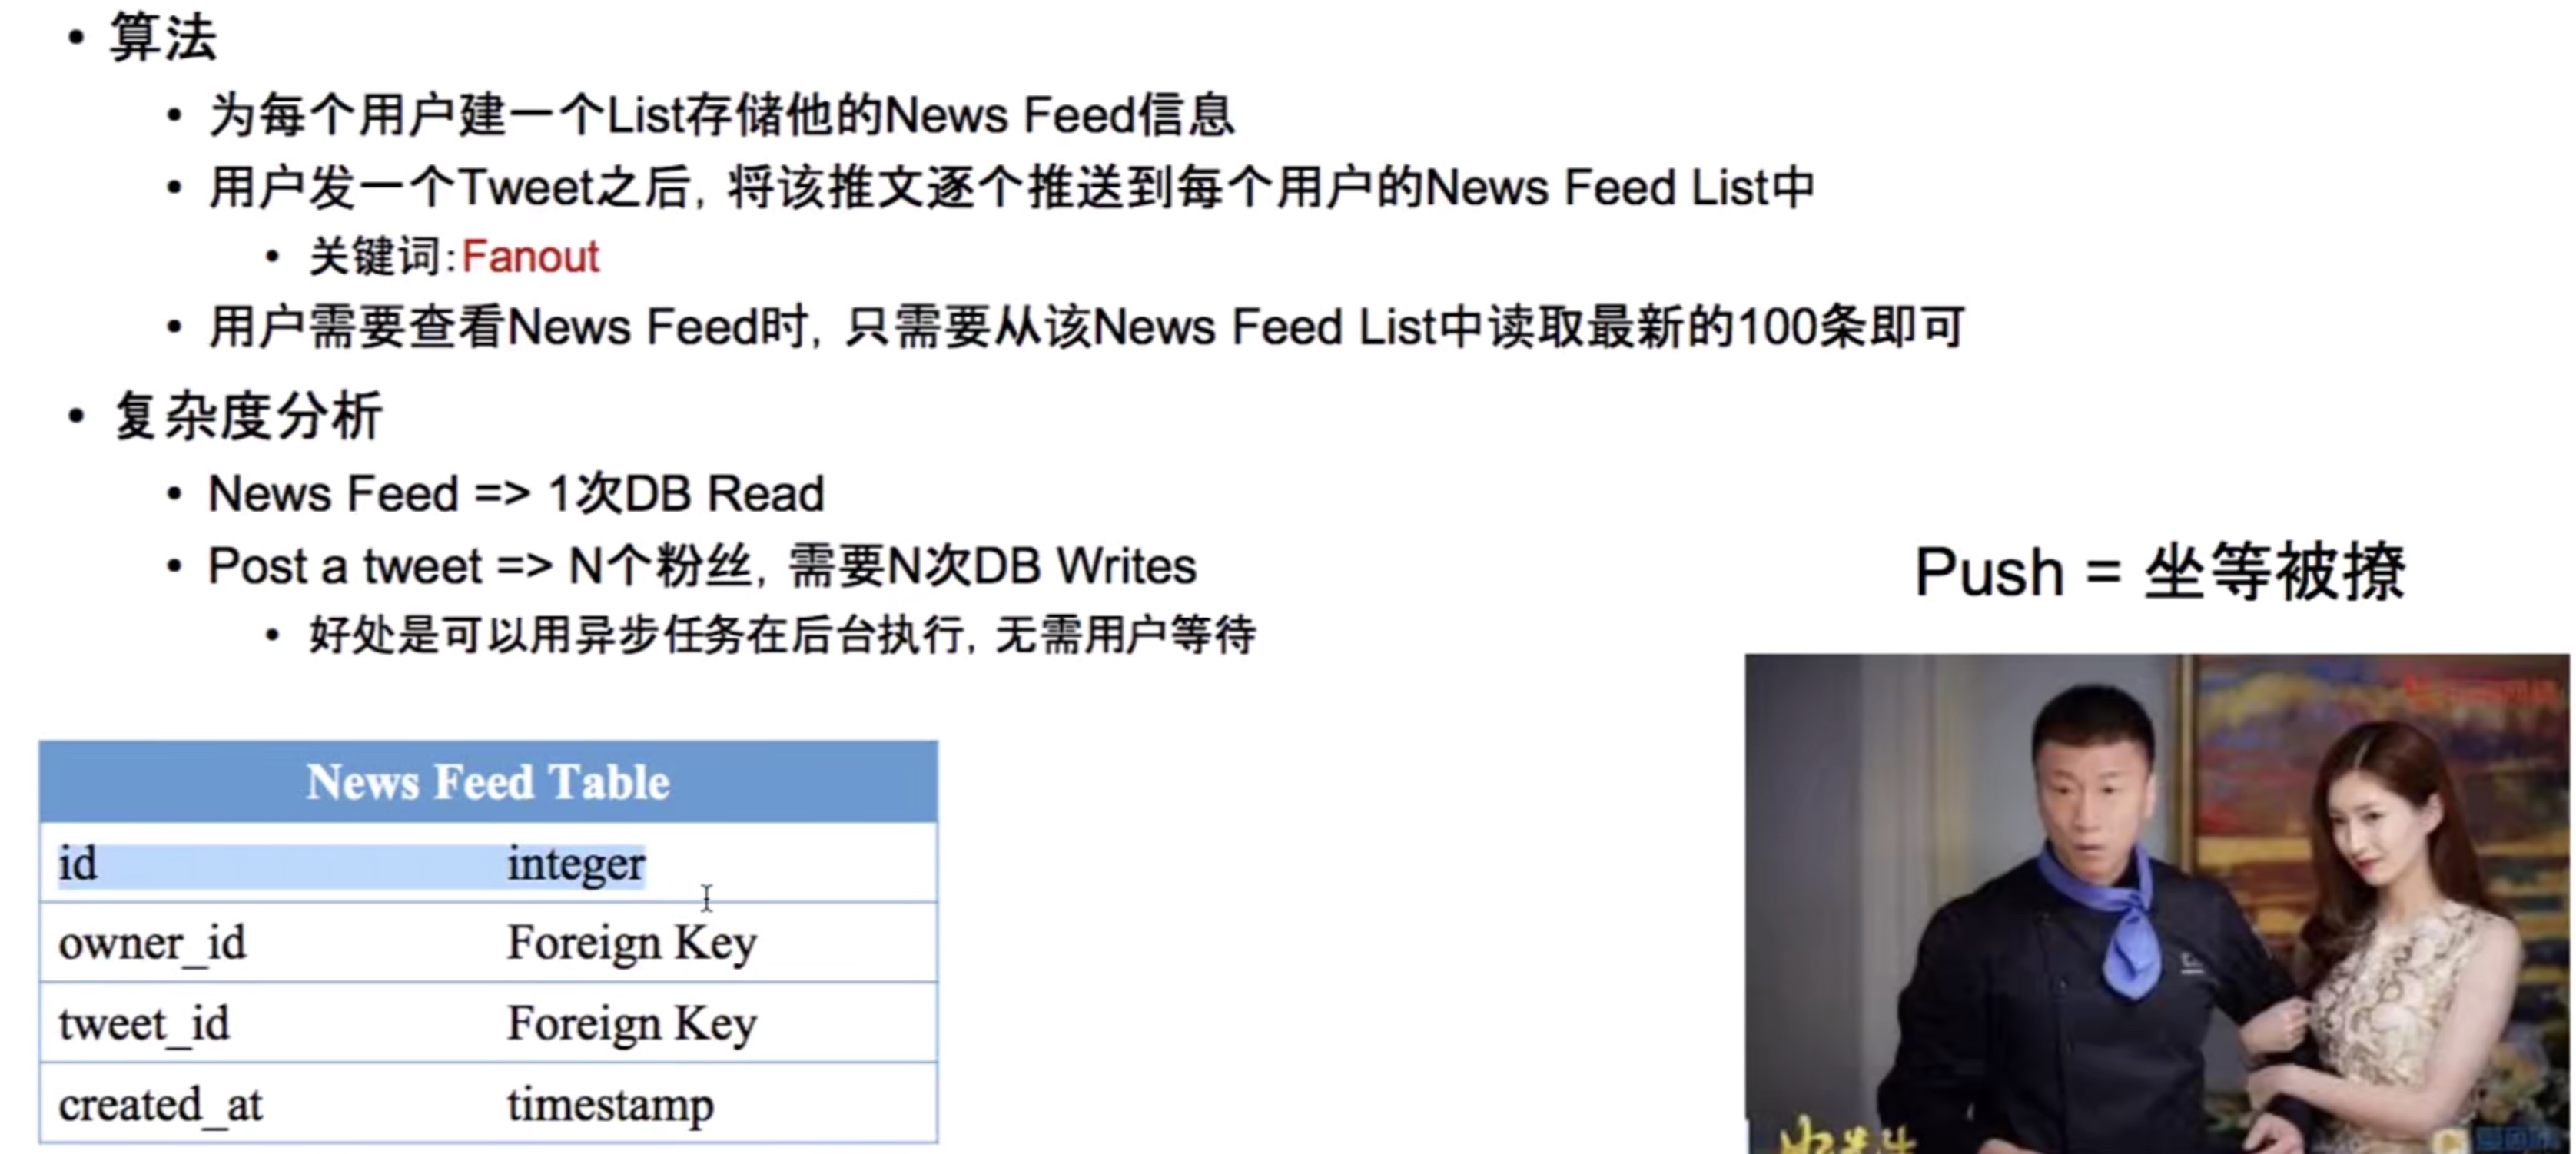 • 算法
• 为每个用户建一个List存储他的News Feed信息
• 用户发一个Tweet之后, 将该推文逐个推送到每个用户的News Feed List中
• 关键词:Fanout
• 用户需要查看News Feed时, 只需要从该News Feed List中读取最新的100条即可
• 复杂度分析
• News Feed => 1次DB Read
• Post a tweet => N个粉丝, 需要N次DB Writes
• 好处是可以用异步任务在后台执行, 无需用户等待
Push = 坐等被撩
News Feed Table
id integer
owner_id Foreign Key
tweet_id Foreign Key
created_at timestamp